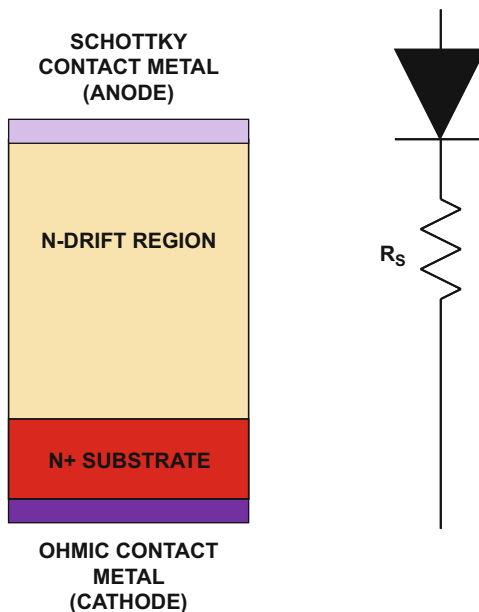 SCHOTTKY
CONTACT METAL
(ANODE)
N-DRIFT REGION
R_S
N+ SUBSTRATE
OHMIC CONTACT
METAL
(CATHODE)